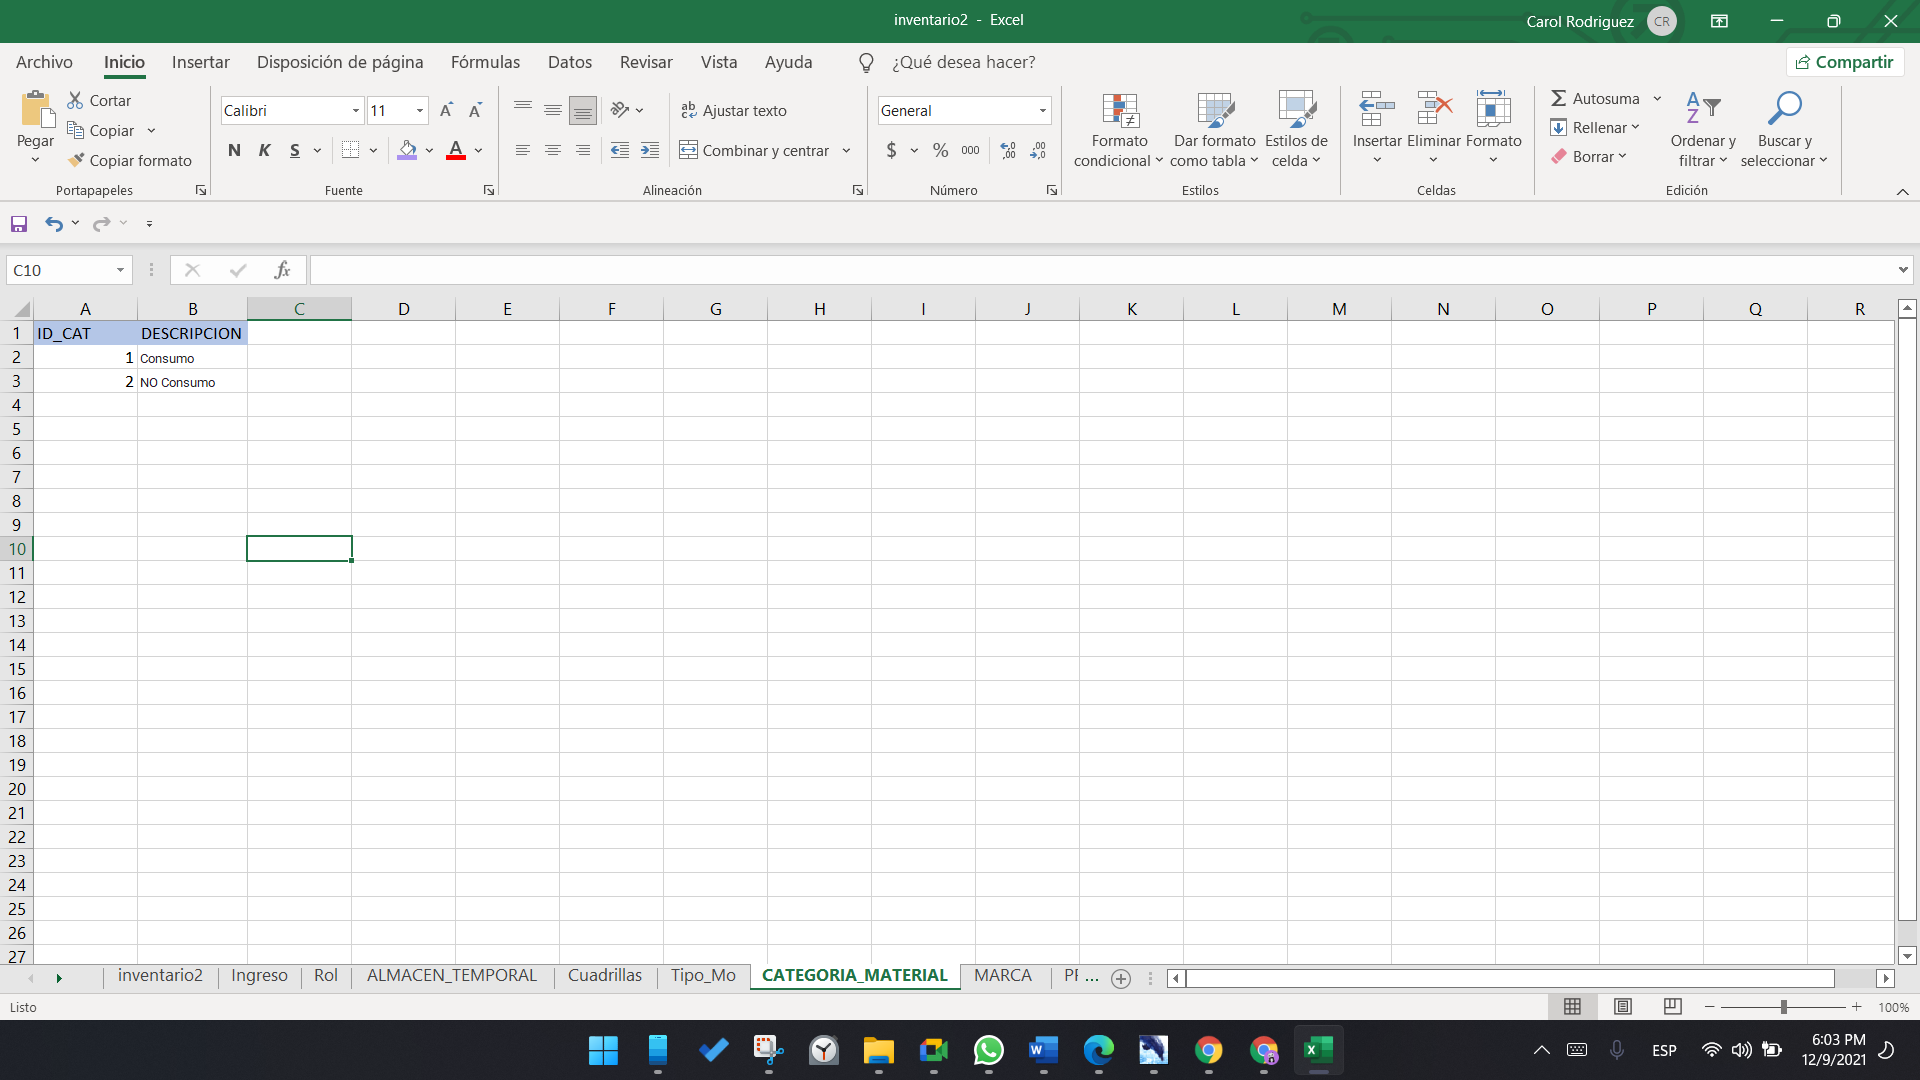 inventario2 - Excel
Carol Rodriguez CR
Archivo Inicio Insertar Disposición de página Fórmulas Datos Revisar Vista Ayuda ¿Qué desea hacer? Compartir
Pegar
Cortar
Copiar
Copiar formato
Portapapeles
Calibri 11
N K S
Fuente
Ajustar texto
Combinar y centrar
Alineación
General
$ % 000
Número
Formato condicional
Dar formato como tabla
Estilos de celda
Estilos
Insertar Eliminar Formato
Celdas
Autosuma
Rellenar
Borrar
Ordenar y filtrar
Buscar y seleccionar
Edición
C10 fx
A B C D E F G H I J K L M N O P Q R
1 ID_CAT DESCRIPCION
2 1 Consumo
3 2 NO Consumo
4
5
6
7
8
9
10
11
12
13
14
15
16
17
18
19
20
21
22
23
24
25
26
27
inventario2 Ingreso Rol ALMACEN_TEMPORAL Cuadrillas Tipo_Mo CATEGORIA_MATERIAL MARCA ...
Listo 100%
ESP 6:03 PM
12/9/2021